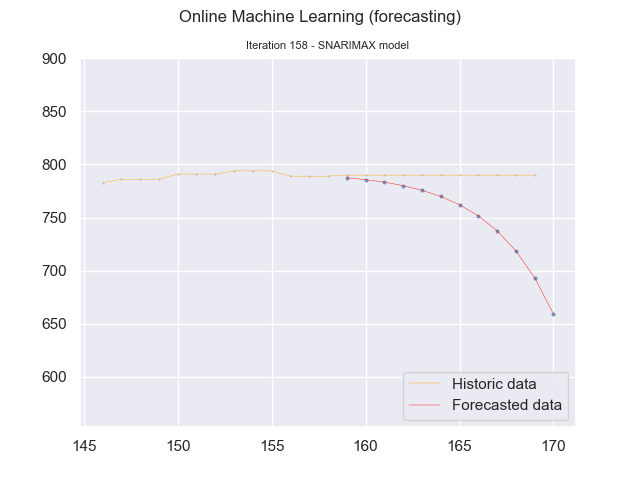 Online Machine Learning (forecasting)
Iteration 158 - SNARIMAX model
900
850
800
750
700
650
600
145 150 155 160 165 170
Historic data
Forecasted data